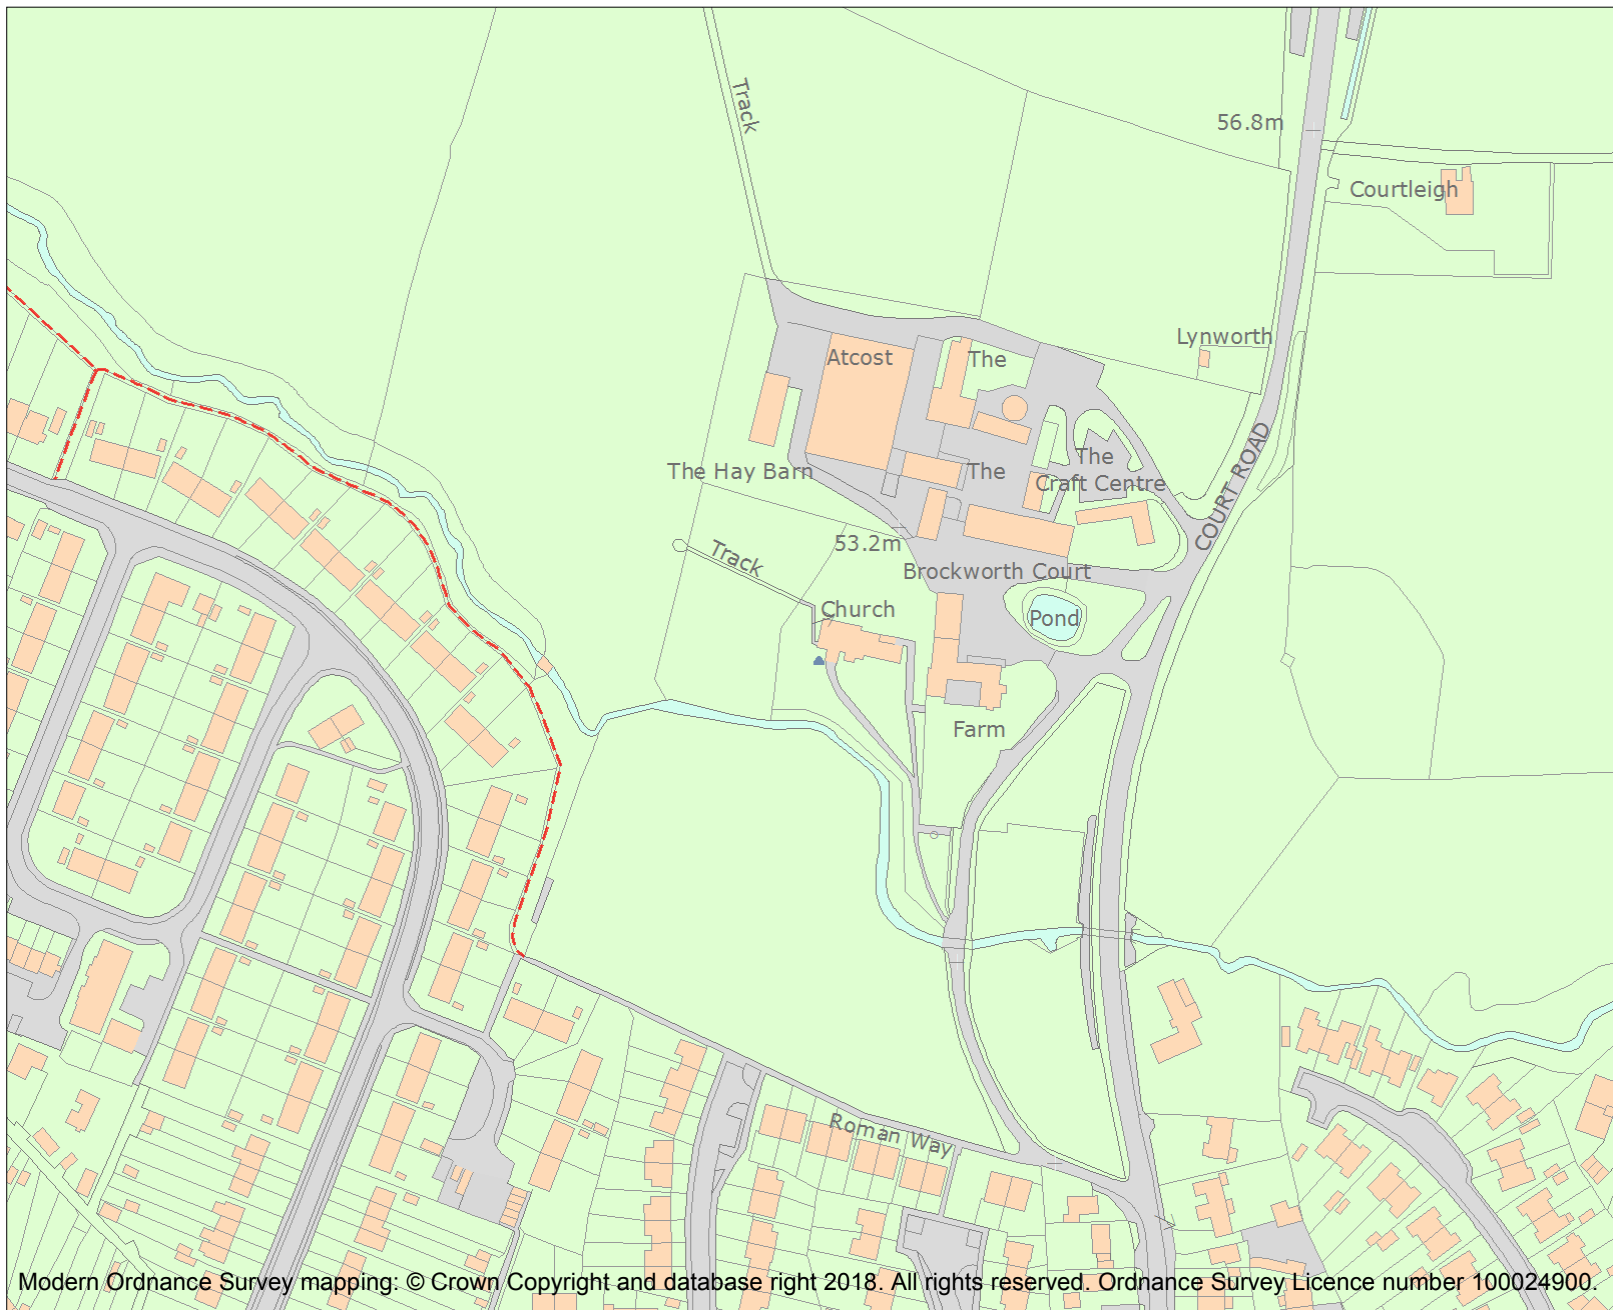 Track
56.8m
Courtleigh
Lynworth
Atcost
The
The Hay Barn
The
The
Craft Centre
COURT ROAD
53.2m
Track
Brockworth Court
Church
Pond
Farm
Roman Way
Modern Ordnance Survey mapping: © Crown Copyright and database right 2018. All rights reserved. Ordnance Survey Licence number 100024900.